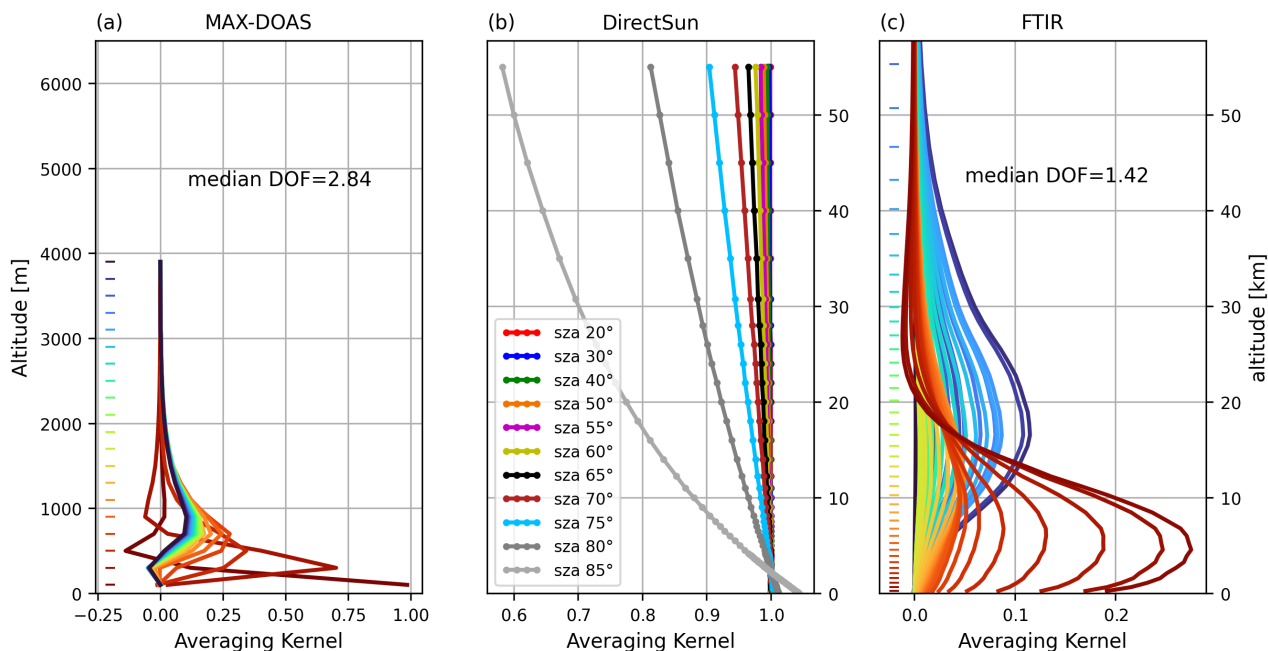 (a) MAX-DOAS
(b) DirectSun
(c) FTIR
Altitude [m]
6000
5000
4000
3000
2000
1000
0
median DOF=2.84
−0.25 0.00 0.25 0.50 0.75 1.00
Averaging Kernel
sza 20°
sza 30°
sza 40°
sza 50°
sza 55°
sza 60°
sza 65°
sza 70°
sza 75°
sza 80°
sza 85°
50
40
30
20
10
0
0.6 0.7 0.8 0.9 1.0
Averaging Kernel
median DOF=1.42
50
40
30
20
10
0
altitude [km]
0.0 0.1 0.2
Averaging Kernel